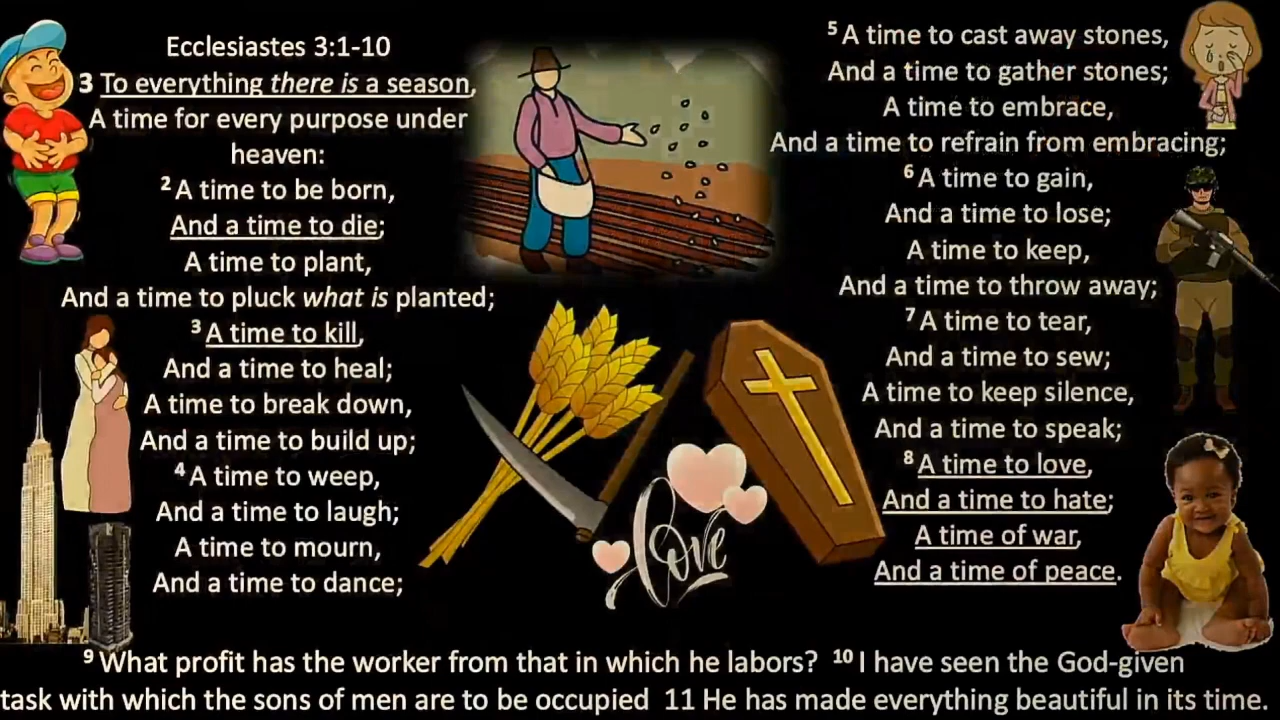 Ecclesiastes 3:1-10
3 To everything there is a season,
A time for every purpose under
heaven:
2 A time to be born,
And a time to die;
A time to plant,
And a time to pluck what is planted;
3 A time to kill,
And a time to heal;
A time to break down,
And a time to build up;
4 A time to weep,
And a time to laugh;
A time to mourn,
And a time to dance;
5 A time to cast away stones,
And a time to gather stones;
A time to embrace,
And a time to refrain from embracing;
6 A time to gain,
And a time to lose;
A time to keep,
And a time to throw away;
7 A time to tear,
And a time to sew;
A time to keep silence,
And a time to speak;
8 A time to love,
And a time to hate;
A time of war,
And a time of peace.
love
9 What profit has the worker from that in which he labors? 10 I have seen the God-given
task with which the sons of men are to be occupied 11 He has made everything beautiful in its time.